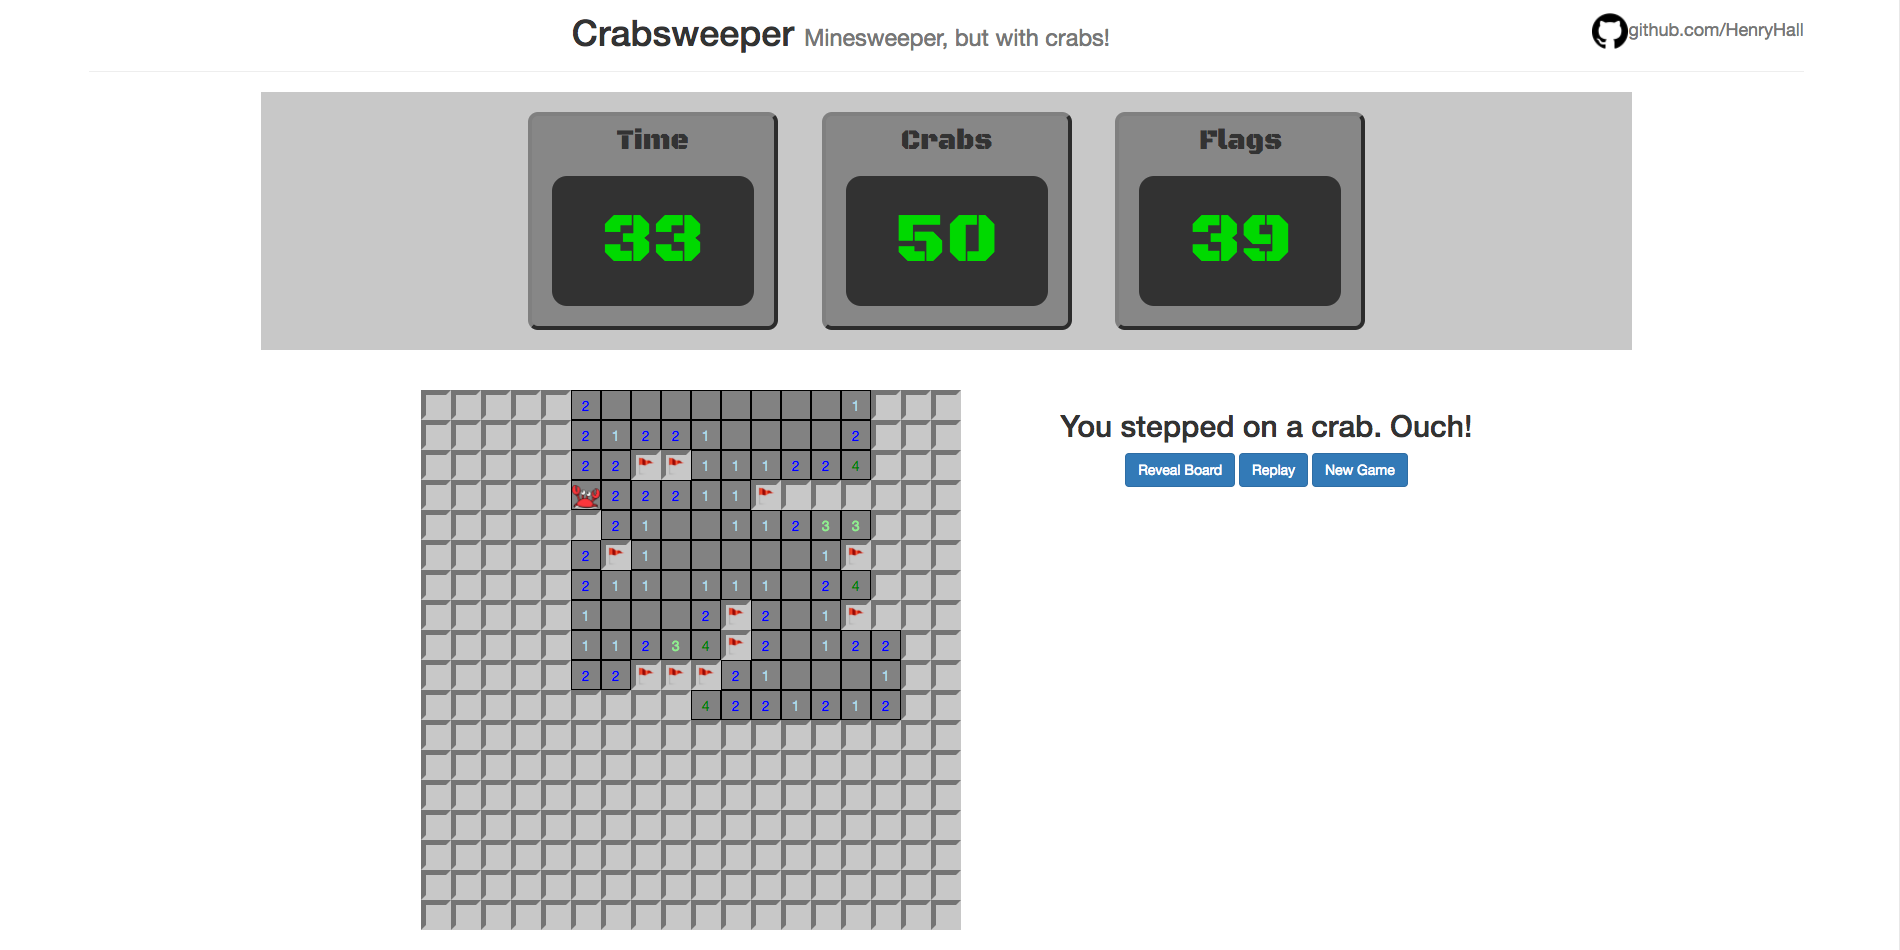 Crabsweeper Minesweeper, but with crabs!
github.com/HenryHall
Time Crabs Flags
33 50 39
You stepped on a crab. Ouch!
Reveal Board Replay New Game
2 1
2 1 2 2 1 2
2 2 1 1 1 2 2 4
2 2 2 1 1
2 1 1 1 2 3 3
2 1 1
2 1 1 1 1 1 2 4
1 2 2 1
1 1 2 3 4 2 1 2 2
2 2 2 1 1
4 2 2 1 2 1 2